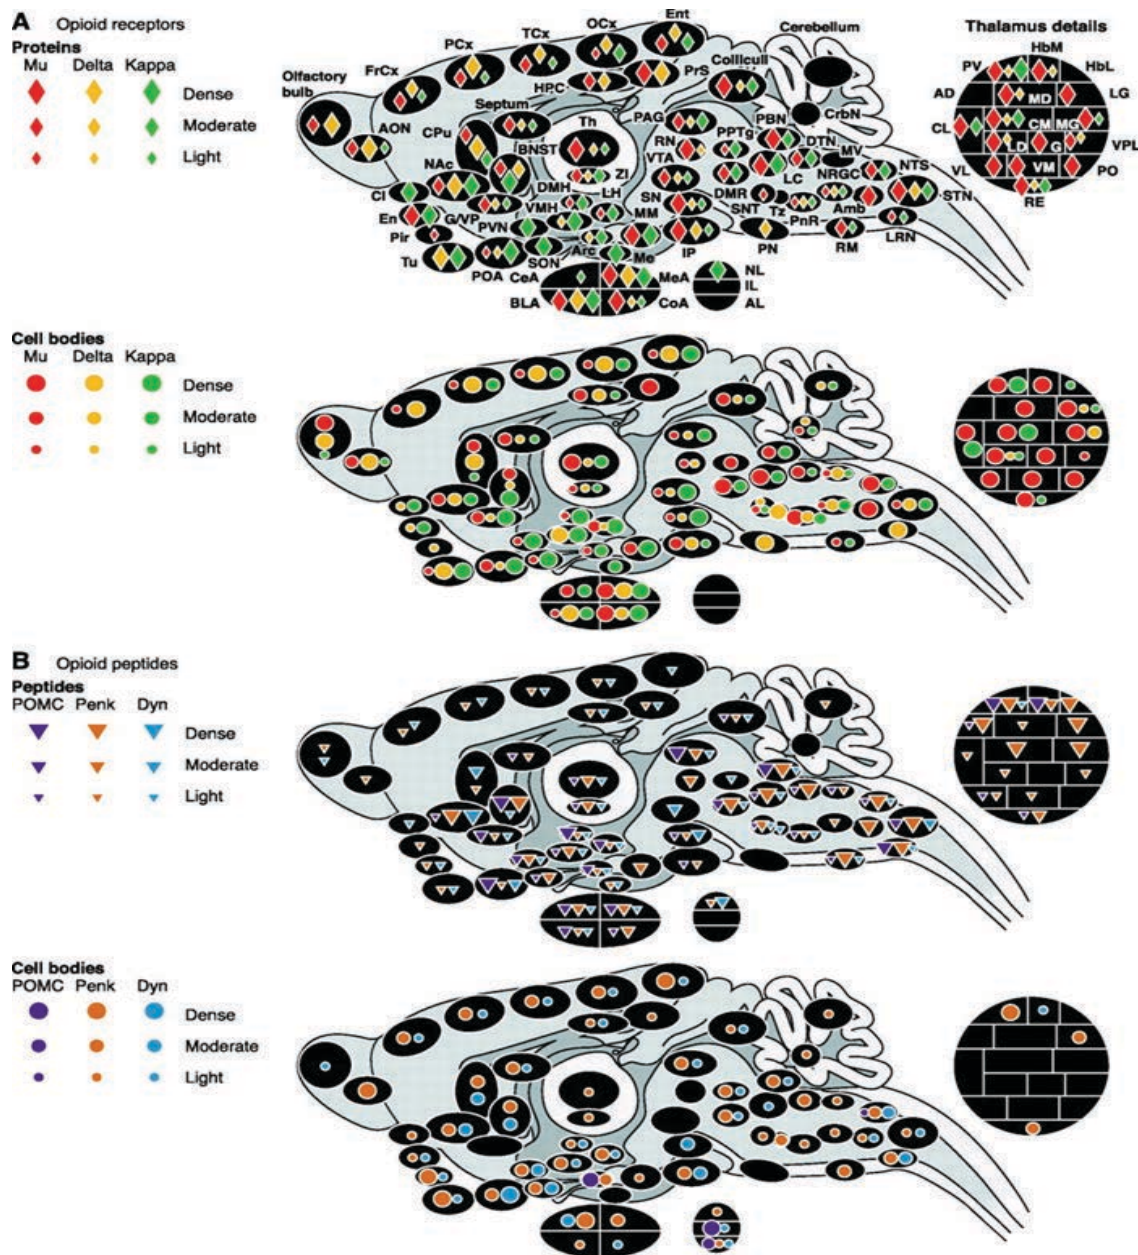 A Opioid receptors
Proteins
Mu Delta Kappa
Dense
Moderate
Light
Olfactory bulb
AON
FrCx
PCx
TCx
OCx
Ent
HPC
PrS
Septum
CPu
BNST
NAc
Th
ZI
DMH
LH
VMH
PVN
G/VP
Cl
En
Pir
Tu
POA
SON
Arc
Me
MM
CeA
MeA
BLA
CoA
NL
IL
AL
Cerebellum
Colliculi
CrbN
PAG
RN
VTA
SN
IP
PPTg
PBN
DTN
MV
DMR
SNT
LC
NRGC
NTS
STN
Tz
PnR
Amb
PN
RM
LRN
Thalamus details
HbM
PV
HbL
AD
MD
LG
CL
CM
MG
VPL
LD
G
VL
VM
PO
RE
Cell bodies
Mu Delta Kappa
Dense
Moderate
Light
B Opioid peptides
Peptides
POMC Penk Dyn
Dense
Moderate
Light
Cell bodies
POMC Penk Dyn
Dense
Moderate
Light